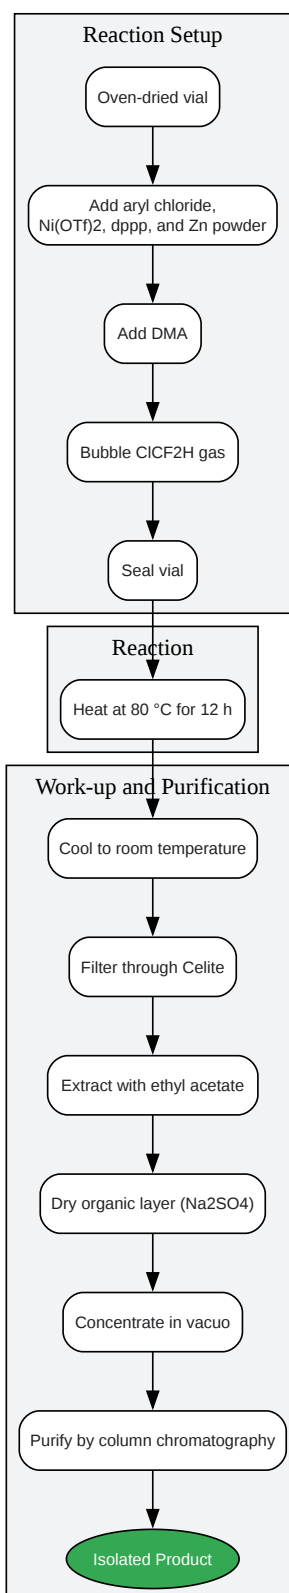 Reaction Setup
Oven-dried vial
Add aryl chloride,
Ni(OTf)2, dppp, and Zn powder
Add DMA
Bubble ClCF2H gas
Seal vial
Reaction
Heat at 80 °C for 12 h
Work-up and Purification
Cool to room temperature
Filter through Celite
Extract with ethyl acetate
Dry organic layer (Na2SO4)
Concentrate in vacuo
Purify by column chromatography
Isolated Product